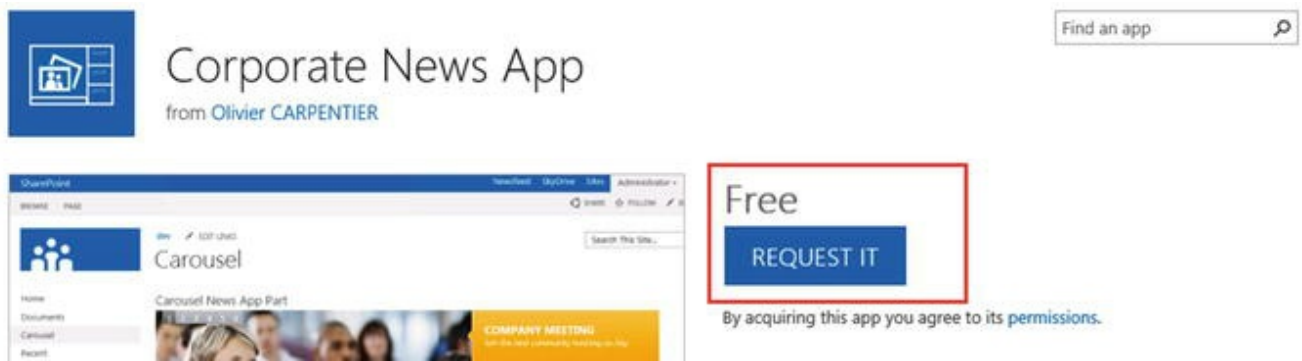 Find an app
Corporate News App
from Olivier CARPENTIER
SharePoint
Newsfeed SkyDrive Sites Administrator
BROWSE PAGE
SHARE FOLLOW
Free
dev EDIT LINKS
Search This Site...
Carousel
REQUEST IT
Home
Carousel News App Part
Documents
By acquiring this app you agree to its permissions.
Carousel
COMPANY MEETING
Recent